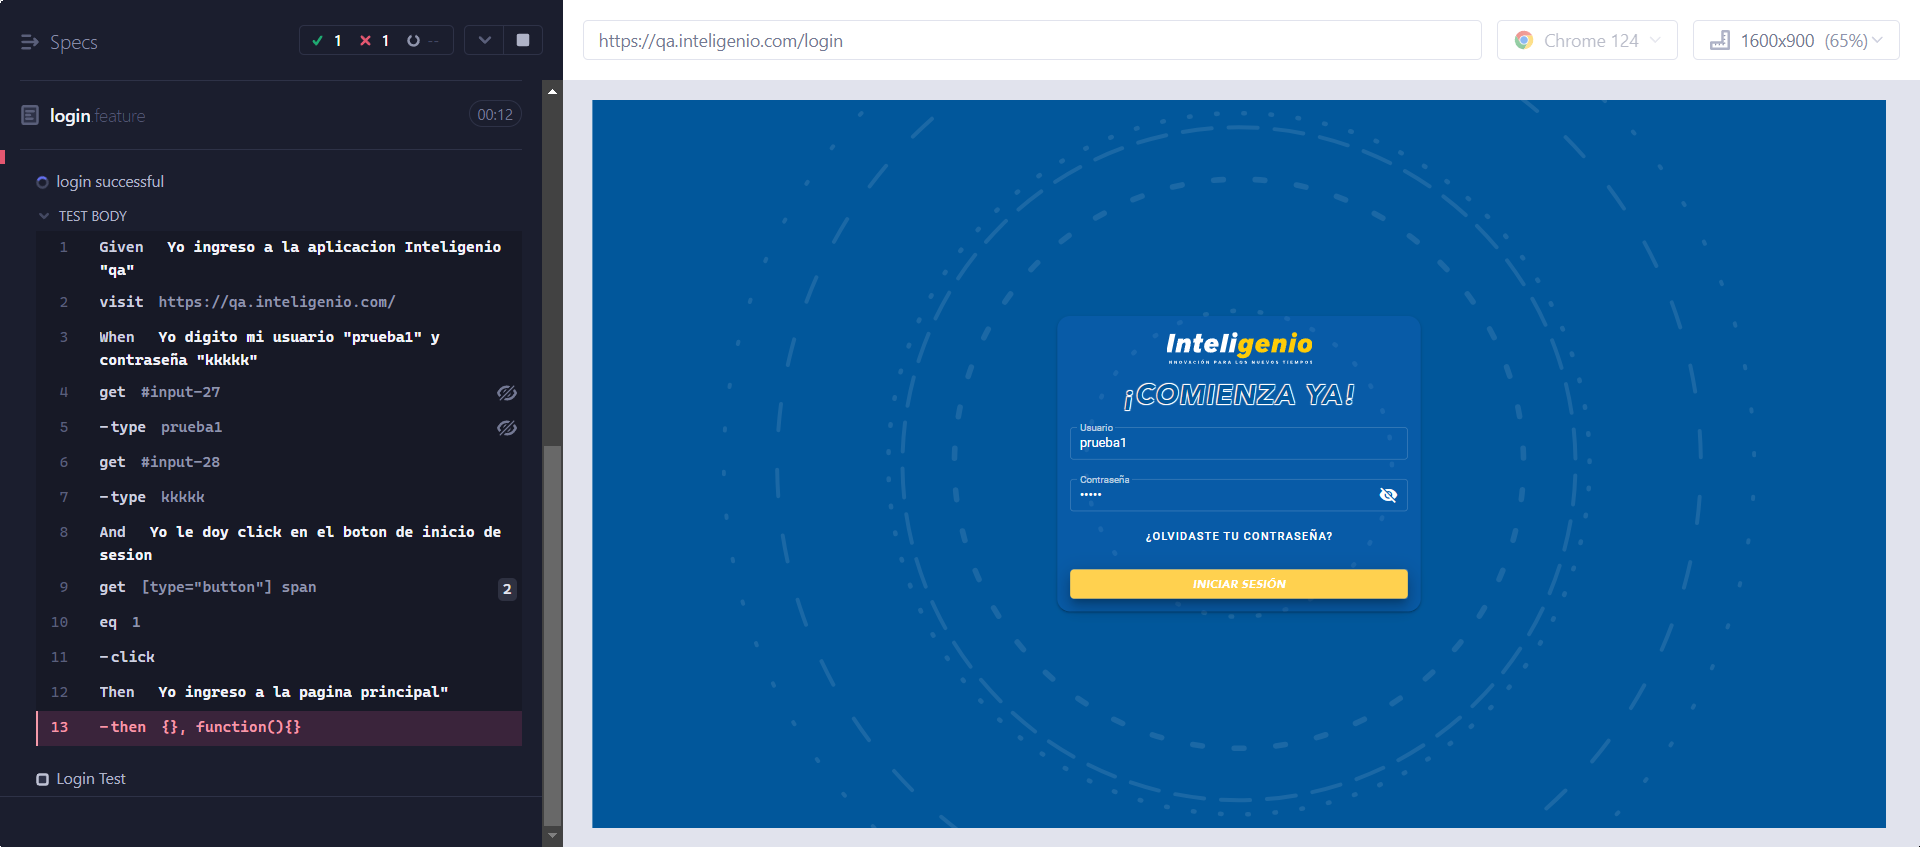 Specs
1 1 --
login.feature 00:12
login successful
TEST BODY
1 Given Yo ingreso a la aplicacion Inteligenio
"qa"
2 visit https://qa.inteligenio.com/
3 When Yo digito mi usuario "prueba1" y
contraseña "kkkkk"
4 get #input-27
5 -type prueba1
6 get #input-28
7 -type kkkkk
8 And Yo le doy click en el boton de inicio de
sesion
9 get [type="button"] span 2
10 eq 1
11 -click
12 Then Yo ingreso a la pagina principal"
13 -then {}, function(){}
Login Test
https://qa.inteligenio.com/login
Chrome 124
1600x900 (65%)
Inteligenio
INNOVACIÓN PARA LOS NUEVOS TIEMPOS
¡COMIENZA YA!
Usuario
prueba1
Contraseña
•••••
¿OLVIDASTE TU CONTRASEÑA?
INICIAR SESIÓN